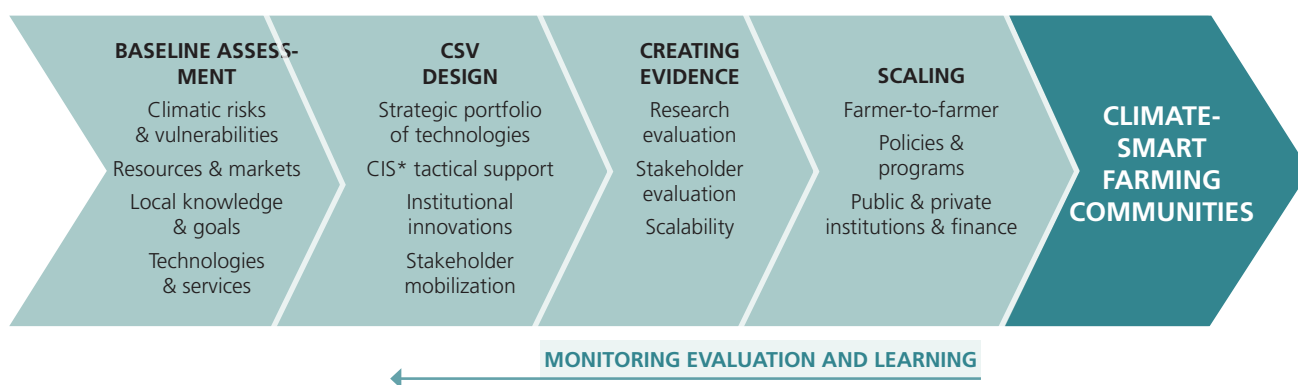 BASELINE ASSESS-
MENT
Climatic risks
& vulnerabilities
Resources & markets
Local knowledge
& goals
Technologies
& services
CSV
DESIGN
Strategic portfolio
of technologies
CIS* tactical support
Institutional
innovations
Stakeholder
mobilization
CREATING
EVIDENCE
Research
evaluation
Stakeholder
evaluation
Scalability
SCALING
Farmer-to-farmer
Policies &
programs
Public & private
institutions & finance
CLIMATE-
SMART
FARMING
COMMUNITIES
MONITORING EVALUATION AND LEARNING